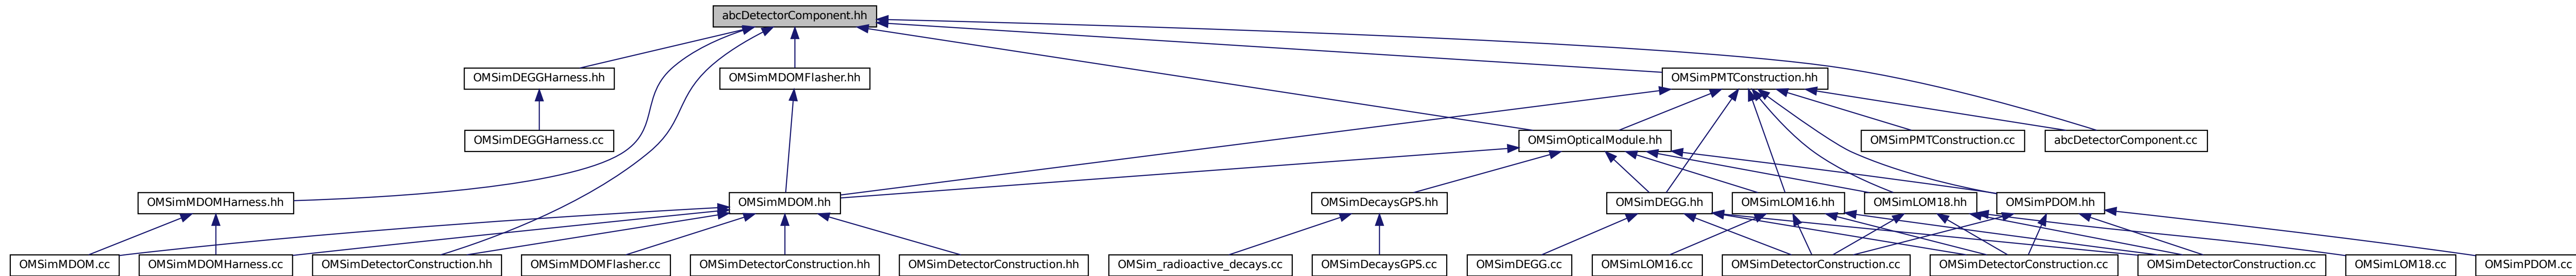 abcDetectorComponent.hh
OMSimDEGGHarness.hh
OMSimMDOMFlasher.hh
OMSimPMTConstruction.hh
OMSimDEGGHarness.cc
OMSimOpticalModule.hh
OMSimPMTConstruction.cc
abcDetectorComponent.cc
OMSimMDOMHarness.hh
OMSimMDOM.hh
OMSimDecaysGPS.hh
OMSimDEGG.hh
OMSimLOM16.hh
OMSimLOM18.hh
OMSimPDOM.hh
OMSimMDOM.cc
OMSimMDOMHarness.cc
OMSimDetectorConstruction.hh
OMSimMDOMFlasher.cc
OMSimDetectorConstruction.hh
OMSimDetectorConstruction.hh
OMSim_radioactive_decays.cc
OMSimDecaysGPS.cc
OMSimDEGG.cc
OMSimLOM16.cc
OMSimDetectorConstruction.cc
OMSimDetectorConstruction.cc
OMSimDetectorConstruction.cc
OMSimLOM18.cc
OMSimPDOM.cc